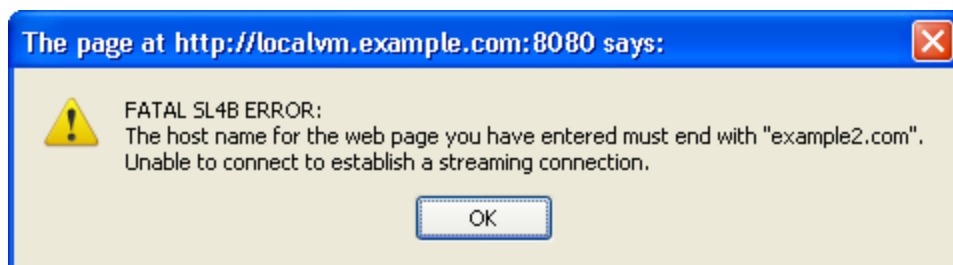 The page at http://localvm.example.com:8080 says:
FATAL SL4B ERROR:
The host name for the web page you have entered must end with "example2.com".
Unable to connect to establish a streaming connection.
OK